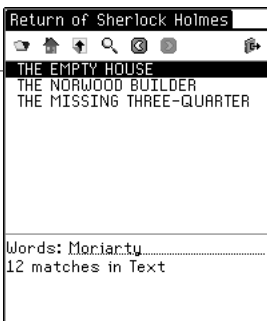 Return of Sherlock Holmes
THE EMPTY HOUSE
THE NORWOOD BUILDER
THE MISSING THREE-QUARTER
Words: Moriarty
12 matches in Text